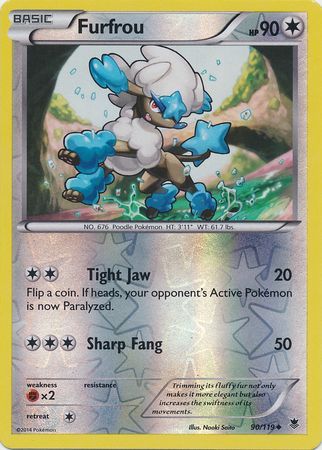 BASIC
Furfrou
HP 90
NO. 676 Poodle Pokémon HT: 3'11" WT: 61.7 lbs.
Tight Jaw 20
Flip a coin. If heads, your opponent's Active Pokémon
is now Paralyzed.
Sharp Fang 50
weakness resistance
×2
retreat
Trimming its fluffy fur not only
makes it more elegant but also
increases the swiftness of its
movements.
©2014 Pokémon
Illus. Naoki Saito
90/119